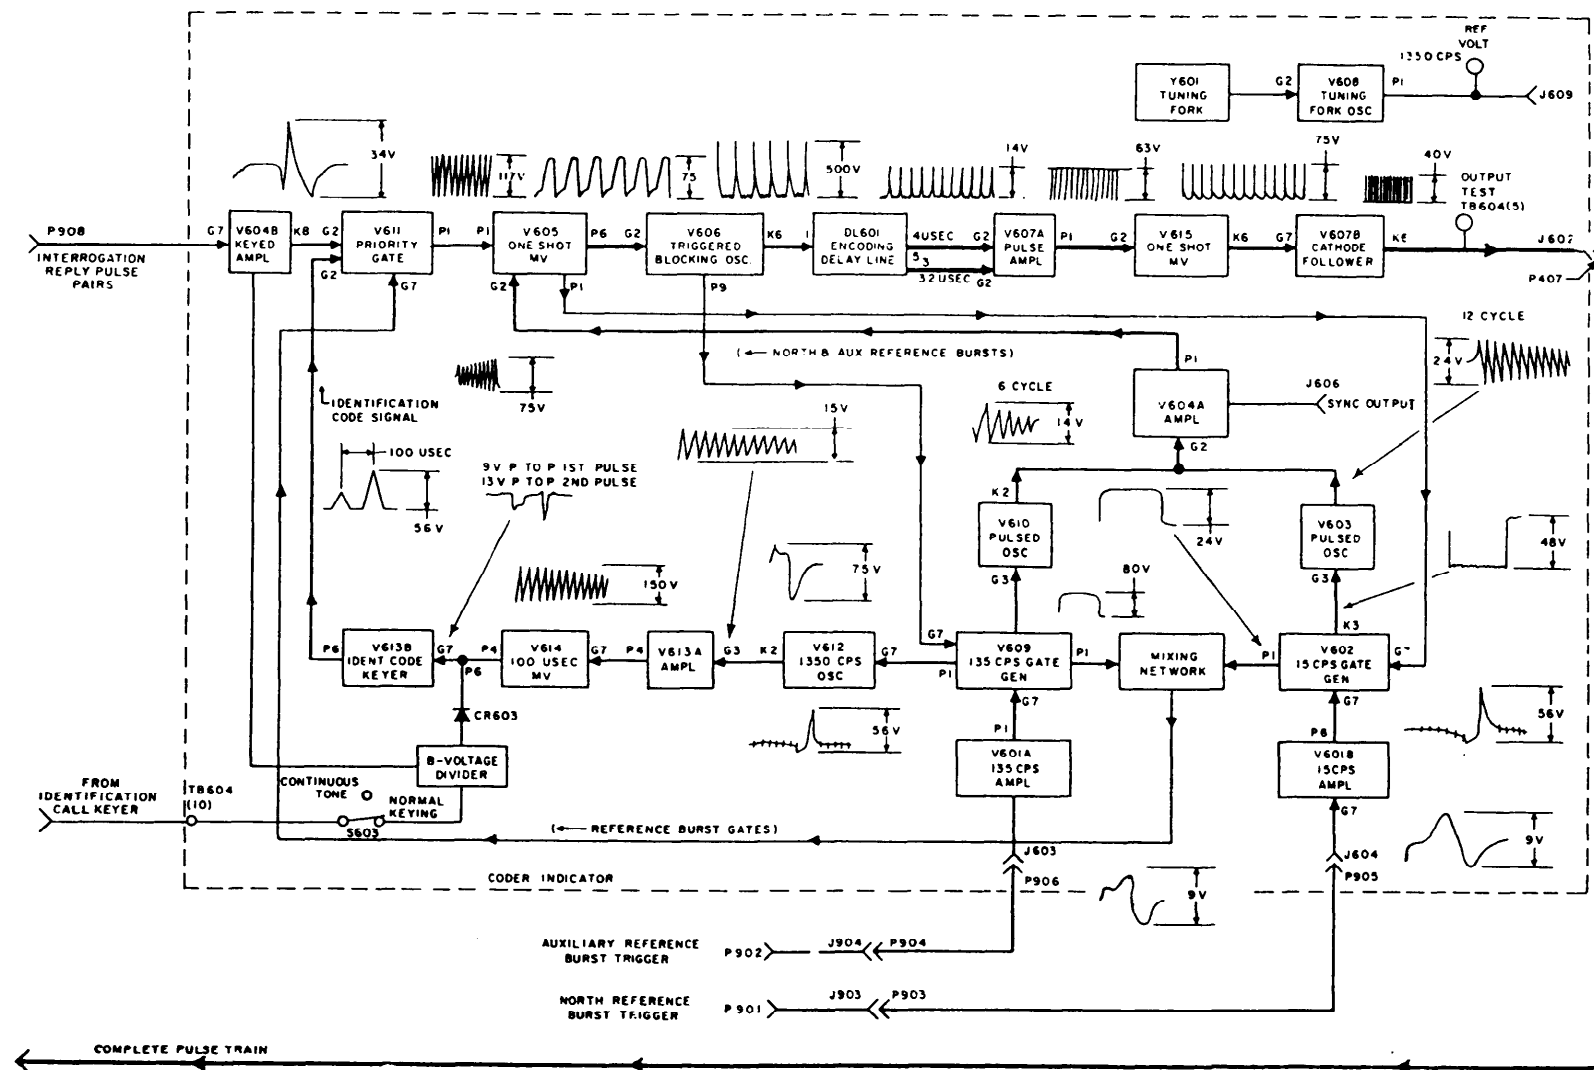 REF
VOLT
1350 CPS
J609
Y601
TUNING
FORK
G2
V608
TUNING
FORK OSC
P1
34V
117V
75
500V
14V
63V
75V
40V
OUTPUT
TEST
TB604(5)
P908
INTERROGATION
REPLY PULSE
PAIRS
G7
V604B
KEYED
AMPL
K8
G2
G2
V611
PRIORITY
GATE
G7
P1
P1
V605
ONE SHOT
MV
G2
P1
P6
G2
V606
TRIGGERED
BLOCKING OSC.
P9
K6
1
DL601
ENCODING
DELAY LINE
4USEC
5
3
32USEC
G2
G2
V607A
PULSE
AMPL
P1
G2
V615
ONE SHOT
MV
K6
G7
V607B
CATHODE
FOLLOWER
K6
J602
P407
12 CYCLE
24V
(← NORTH & AUX REFERENCE BURSTS)
P1
V604A
AMPL
G2
J606
SYNC OUTPUT
6 CYCLE
14V
75V
IDENTIFICATION
CODE SIGNAL
15V
100 USEC
56V
9V P TO P 1ST PULSE
13V P TO P 2ND PULSE
K2
V610
PULSED
OSC
G3
24V
V603
PULSED
OSC
G3
48V
150V
75V
80V
K3
P6
V613B
IDENT CODE
KEYER
G7
P6
P4
V614
100 USEC
MV
G7
P4
V613A
AMPL
G3
K2
V612
1350 CPS
OSC
G7
G7
P1
V609
135 CPS GATE
GEN
P1
G7
MIXING
NETWORK
P1
V602
15 CPS GATE
GEN
G7
G7
CR603
56V
P1
V601A
135 CPS
AMPL
P6
V601B
15CPS
AMPL
G7
56V
B-VOLTAGE
DIVIDER
FROM
IDENTIFICATION
CALL KEYER
TB604
(10)
CONTINUOUS
TONE
NORMAL
KEYING
S603
(← REFERENCE BURST GATES)
J603
P906
J604
P905
9V
9V
CODER INDICATOR
AUXILIARY REFERENCE
BURST TRIGGER
P902
J904
P904
NORTH REFERENCE
BURST TRIGGER
P901
J903
P903
COMPLETE PULSE TRAIN